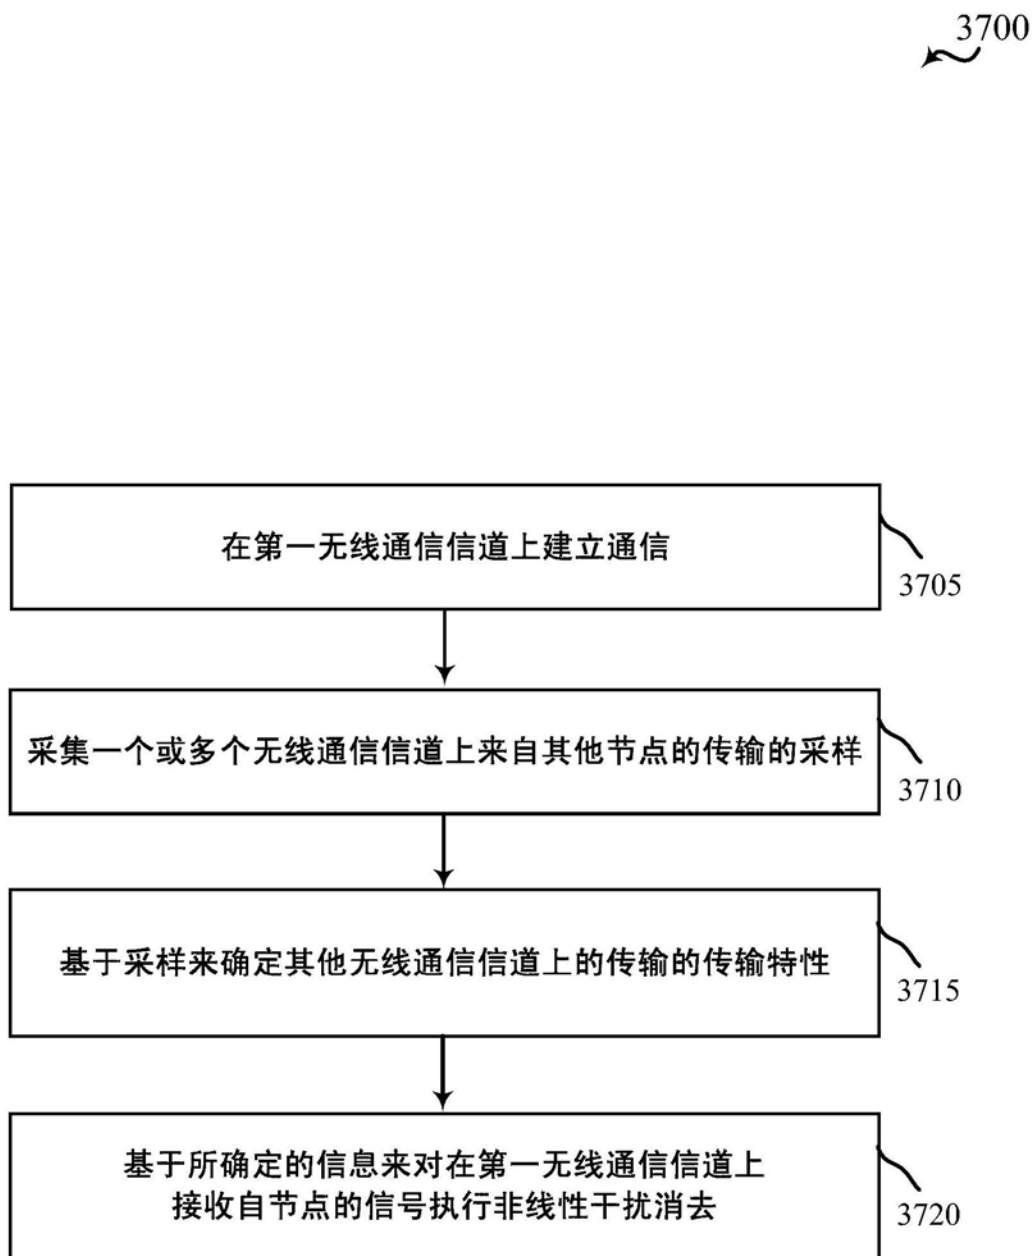 3700
在第一无线通信信道上建立通信
3705
采集一个或多个无线通信信道上来自其他节点的传输的采样
3710
基于采样来确定其他无线通信信道上的传输的传输特性
3715
基于所确定的信息来对在第一无线通信信道上
接收自节点的信号执行非线性干扰消去
3720